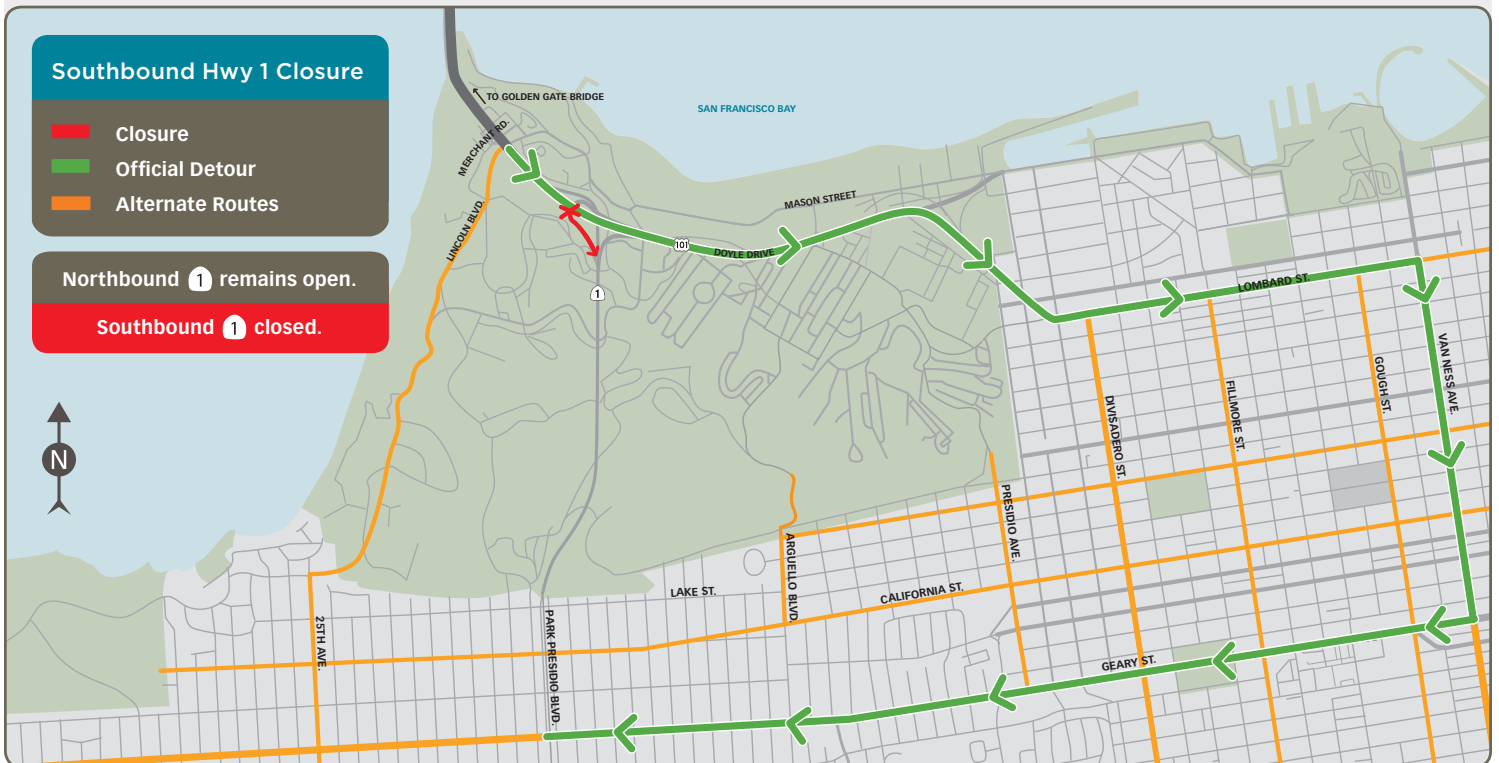 Southbound Hwy 1 Closure
Closure
Official Detour
Alternate Routes
Northbound 1 remains open.
Southbound 1 closed.
N
TO GOLDEN GATE BRIDGE
SAN FRANCISCO BAY
MERCHANT RD.
LINCOLN BLVD.
MASON STREET
101
DOYLE DRIVE
1
LOMBARD ST.
VAN NESS AVE.
GOUGH ST.
FILLMORE ST.
DIVISADERO ST.
PRESIDIO AVE.
ARGUELLO BLVD.
LAKE ST.
CALIFORNIA ST.
25TH AVE.
PARK PRESIDIO BLVD.
GEARY ST.